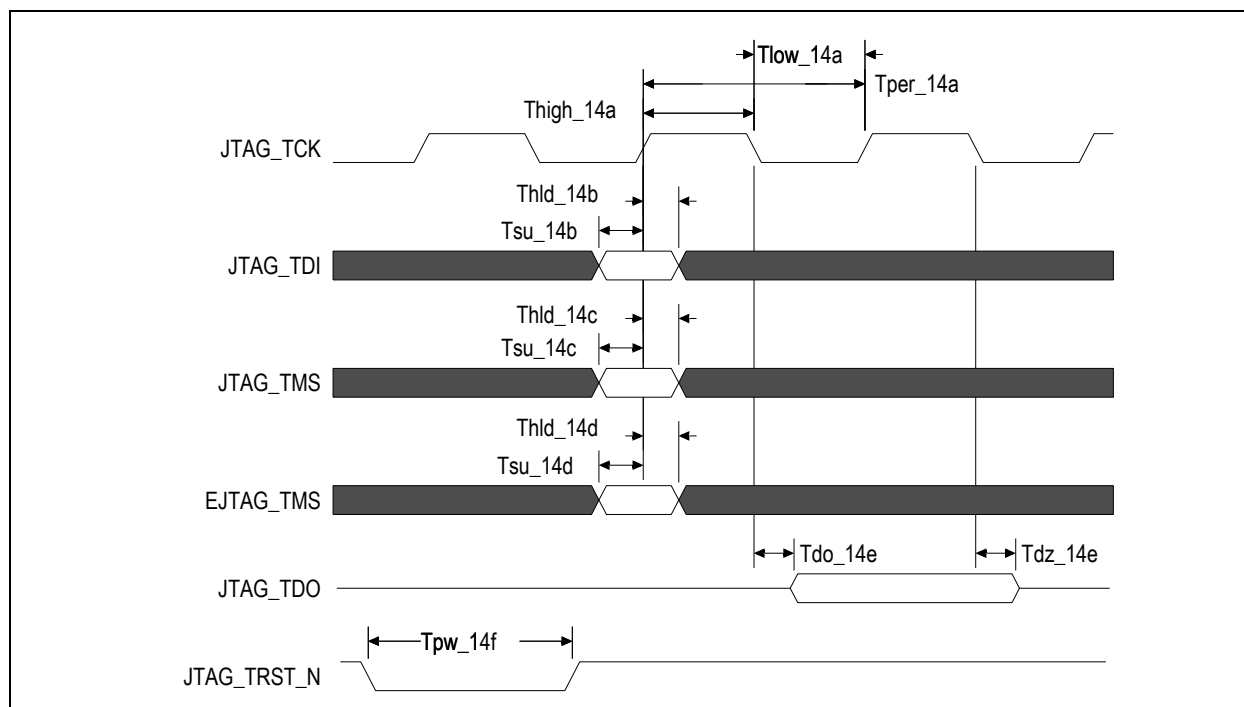 Tlow_14a
Tper_14a
Thigh_14a
JTAG_TCK
Thld_14b
Tsu_14b
JTAG_TDI
Thld_14c
Tsu_14c
JTAG_TMS
Thld_14d
Tsu_14d
EJTAG_TMS
Tdo_14e
Tdz_14e
JTAG_TDO
Tpw_14f
JTAG_TRST_N